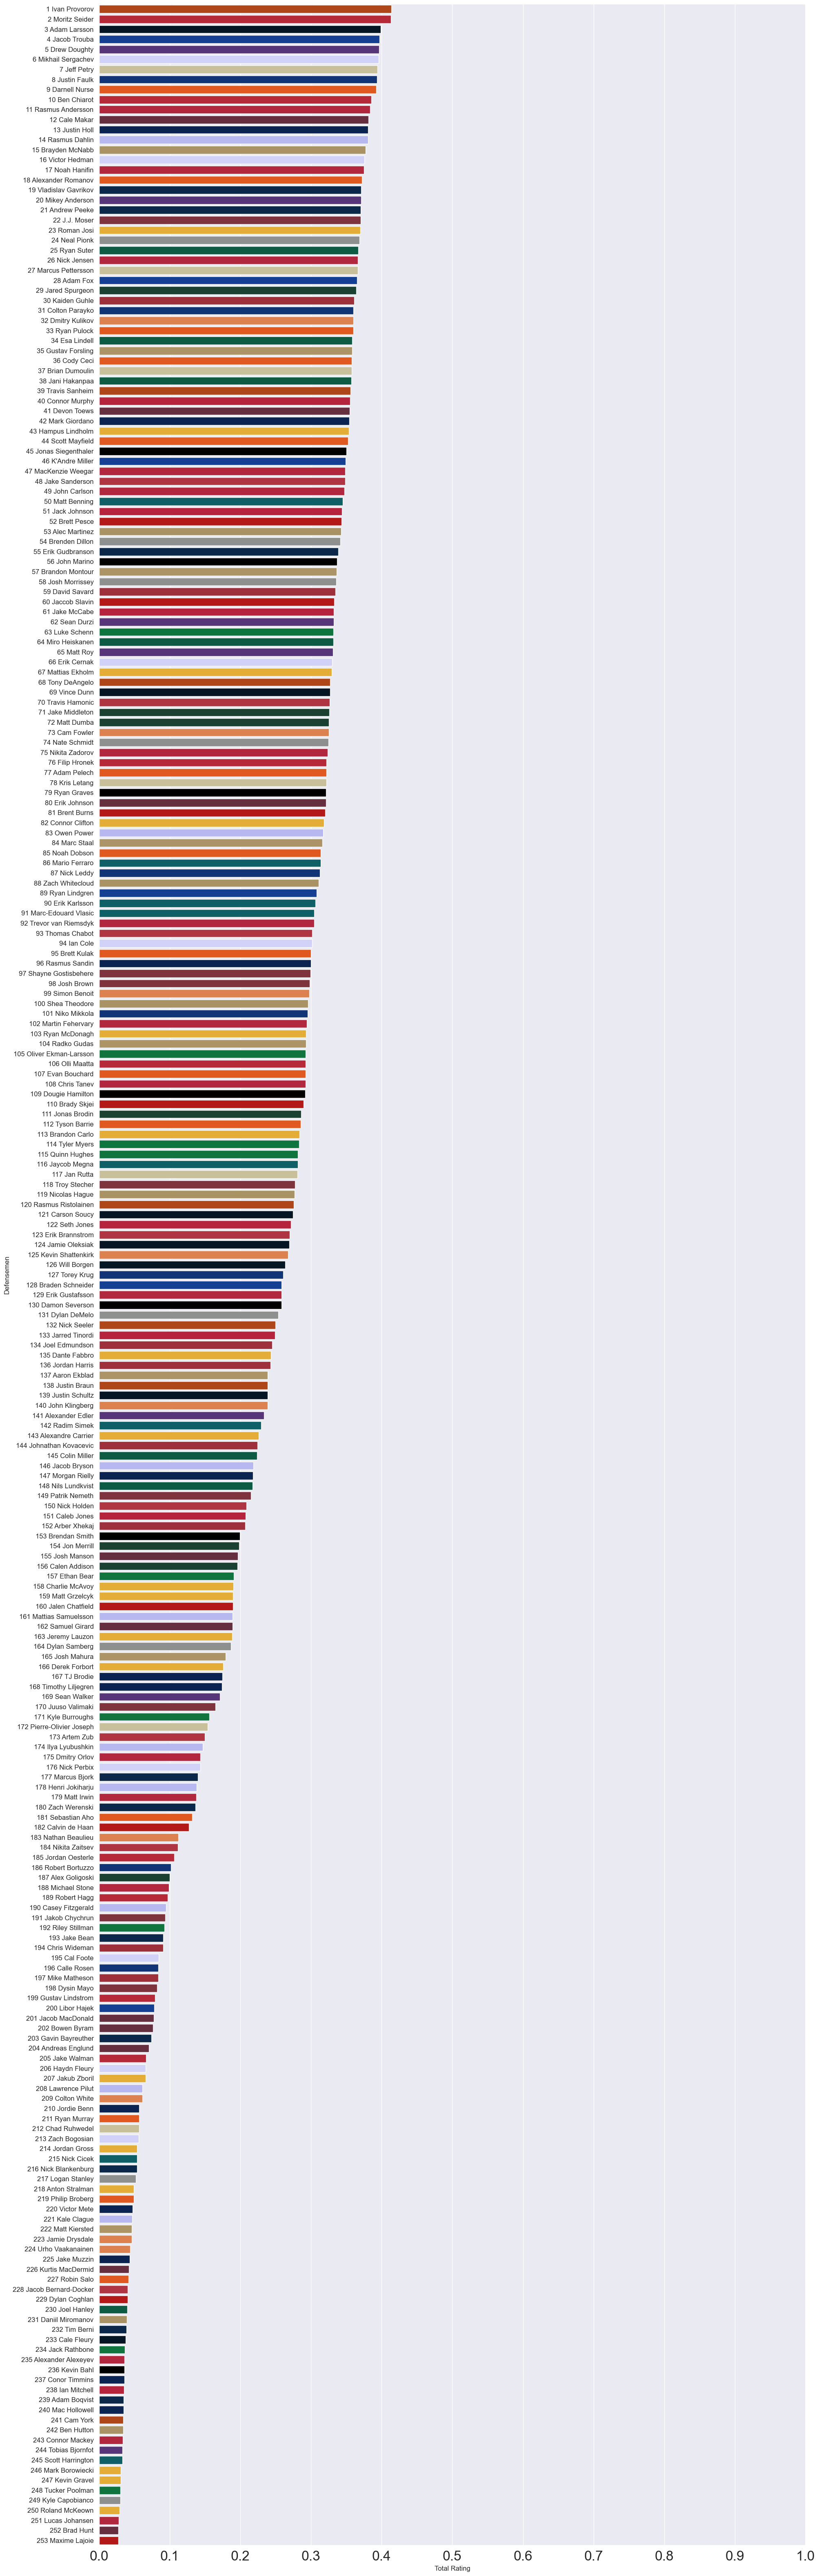 1 Ivan Provorov
2 Moritz Seider
3 Adam Larsson
4 Jacob Trouba
5 Drew Doughty
6 Mikhail Sergachev
7 Jeff Petry
8 Justin Faulk
9 Darnell Nurse
10 Ben Chiarot
11 Rasmus Andersson
12 Cale Makar
13 Justin Holl
14 Rasmus Dahlin
15 Brayden McNabb
16 Victor Hedman
17 Noah Hanifin
18 Alexander Romanov
19 Vladislav Gavrikov
20 Mikey Anderson
21 Andrew Peeke
22 J.J. Moser
23 Roman Josi
24 Neal Pionk
25 Ryan Suter
26 Nick Jensen
27 Marcus Pettersson
28 Adam Fox
29 Jared Spurgeon
30 Kaiden Guhle
31 Colton Parayko
32 Dmitry Kulikov
33 Ryan Pulock
34 Esa Lindell
35 Gustav Forsling
36 Cody Ceci
37 Brian Dumoulin
38 Jani Hakanpaa
39 Travis Sanheim
40 Connor Murphy
41 Devon Toews
42 Mark Giordano
43 Hampus Lindholm
44 Scott Mayfield
45 Jonas Siegenthaler
46 K'Andre Miller
47 MacKenzie Weegar
48 Jake Sanderson
49 John Carlson
50 Matt Benning
51 Jack Johnson
52 Brett Pesce
53 Alec Martinez
54 Brenden Dillon
55 Erik Gudbranson
56 John Marino
57 Brandon Montour
58 Josh Morrissey
59 David Savard
60 Jaccob Slavin
61 Jake McCabe
62 Sean Durzi
63 Luke Schenn
64 Miro Heiskanen
65 Matt Roy
66 Erik Cernak
67 Mattias Ekholm
68 Tony DeAngelo
69 Vince Dunn
70 Travis Hamonic
71 Jake Middleton
72 Matt Dumba
73 Cam Fowler
74 Nate Schmidt
75 Nikita Zadorov
76 Filip Hronek
77 Adam Pelech
78 Kris Letang
79 Ryan Graves
80 Erik Johnson
81 Brent Burns
82 Connor Clifton
83 Owen Power
84 Marc Staal
85 Noah Dobson
86 Mario Ferraro
87 Nick Leddy
88 Zach Whitecloud
89 Ryan Lindgren
90 Erik Karlsson
91 Marc-Edouard Vlasic
92 Trevor van Riemsdyk
93 Thomas Chabot
94 Ian Cole
95 Brett Kulak
96 Rasmus Sandin
97 Shayne Gostisbehere
98 Josh Brown
99 Simon Benoit
100 Shea Theodore
101 Niko Mikkola
102 Martin Fehervary
103 Ryan McDonagh
104 Radko Gudas
105 Oliver Ekman-Larsson
106 Olli Maatta
107 Evan Bouchard
108 Chris Tanev
109 Dougie Hamilton
110 Brady Skjei
111 Jonas Brodin
112 Tyson Barrie
113 Brandon Carlo
114 Tyler Myers
115 Quinn Hughes
116 Jaycob Megna
117 Jan Rutta
118 Troy Stecher
119 Nicolas Hague
120 Rasmus Ristolainen
121 Carson Soucy
122 Seth Jones
123 Erik Brannstrom
124 Jamie Oleksiak
125 Kevin Shattenkirk
126 Will Borgen
127 Torey Krug
128 Braden Schneider
129 Erik Gustafsson
130 Damon Severson
131 Dylan DeMelo
132 Nick Seeler
133 Jarred Tinordi
134 Joel Edmundson
135 Dante Fabbro
136 Jordan Harris
137 Aaron Ekblad
138 Justin Braun
139 Justin Schultz
140 John Klingberg
141 Alexander Edler
142 Radim Simek
143 Alexandre Carrier
144 Johnathan Kovacevic
145 Colin Miller
146 Jacob Bryson
147 Morgan Rielly
148 Nils Lundkvist
149 Patrik Nemeth
150 Nick Holden
151 Caleb Jones
152 Arber Xhekaj
153 Brendan Smith
154 Jon Merrill
155 Josh Manson
156 Calen Addison
157 Ethan Bear
158 Charlie McAvoy
159 Matt Grzelcyk
160 Jalen Chatfield
161 Mattias Samuelsson
162 Samuel Girard
163 Jeremy Lauzon
164 Dylan Samberg
165 Josh Mahura
166 Derek Forbort
167 TJ Brodie
168 Timothy Liljegren
169 Sean Walker
170 Juuso Valimaki
171 Kyle Burroughs
172 Pierre-Olivier Joseph
173 Artem Zub
174 Ilya Lyubushkin
175 Dmitry Orlov
176 Nick Perbix
177 Marcus Bjork
178 Henri Jokiharju
179 Matt Irwin
180 Zach Werenski
181 Sebastian Aho
182 Calvin de Haan
183 Nathan Beaulieu
184 Nikita Zaitsev
185 Jordan Oesterle
186 Robert Bortuzzo
187 Alex Goligoski
188 Michael Stone
189 Robert Hagg
190 Casey Fitzgerald
191 Jakob Chychrun
192 Riley Stillman
193 Jake Bean
194 Chris Wideman
195 Cal Foote
196 Calle Rosen
197 Mike Matheson
198 Dysin Mayo
199 Gustav Lindstrom
200 Libor Hajek
201 Jacob MacDonald
202 Bowen Byram
203 Gavin Bayreuther
204 Andreas Englund
205 Jake Walman
206 Haydn Fleury
207 Jakub Zboril
208 Lawrence Pilut
209 Colton White
210 Jordie Benn
211 Ryan Murray
212 Chad Ruhwedel
213 Zach Bogosian
214 Jordan Gross
215 Nick Cicek
216 Nick Blankenburg
217 Logan Stanley
218 Anton Stralman
219 Philip Broberg
220 Victor Mete
221 Kale Clague
222 Matt Kiersted
223 Jamie Drysdale
224 Urho Vaakanainen
225 Jake Muzzin
226 Kurtis MacDermid
227 Robin Salo
228 Jacob Bernard-Docker
229 Dylan Coghlan
230 Joel Hanley
231 Daniil Miromanov
232 Tim Berni
233 Cale Fleury
234 Jack Rathbone
235 Alexander Alexeyev
236 Kevin Bahl
237 Conor Timmins
238 Ian Mitchell
239 Adam Boqvist
240 Mac Hollowell
241 Cam York
242 Ben Hutton
243 Connor Mackey
244 Tobias Bjornfot
245 Scott Harrington
246 Mark Borowiecki
247 Kevin Gravel
248 Tucker Poolman
249 Kyle Capobianco
250 Roland McKeown
251 Lucas Johansen
252 Brad Hunt
253 Maxime Lajoie
Defensemen
0.0 0.1 0.2 0.3 0.4 0.5 0.6 0.7 0.8 0.9 1.0
Total Rating